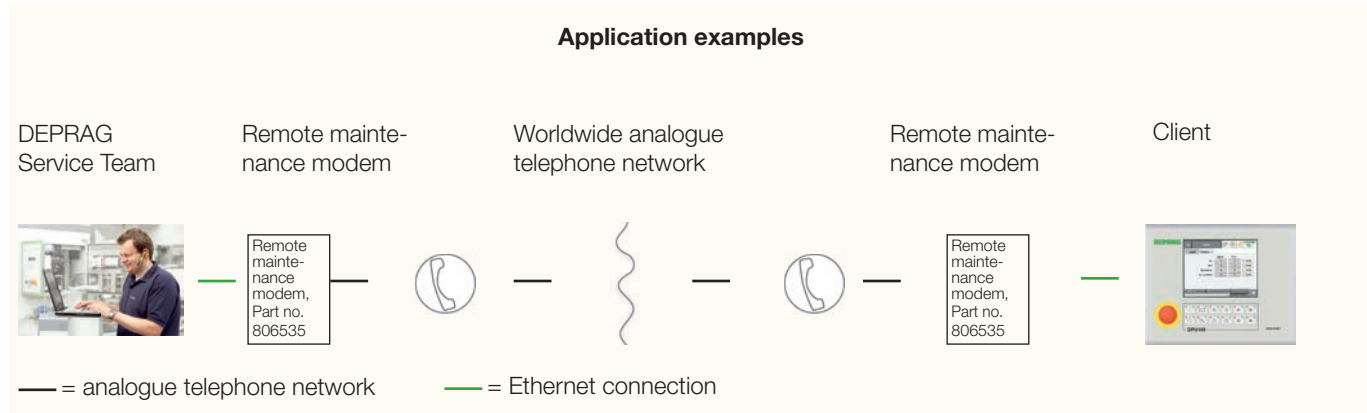 Application examples
DEPRAG
Service Team
Remote mainte-
nance modem
Worldwide analogue
telephone network
Remote mainte-
nance modem
Client
Remote
mainte-
nance
modem,
Part no.
806535
Remote
mainte-
nance
modem,
Part no.
806535
DEPRAG
= analogue telephone network
= Ethernet connection